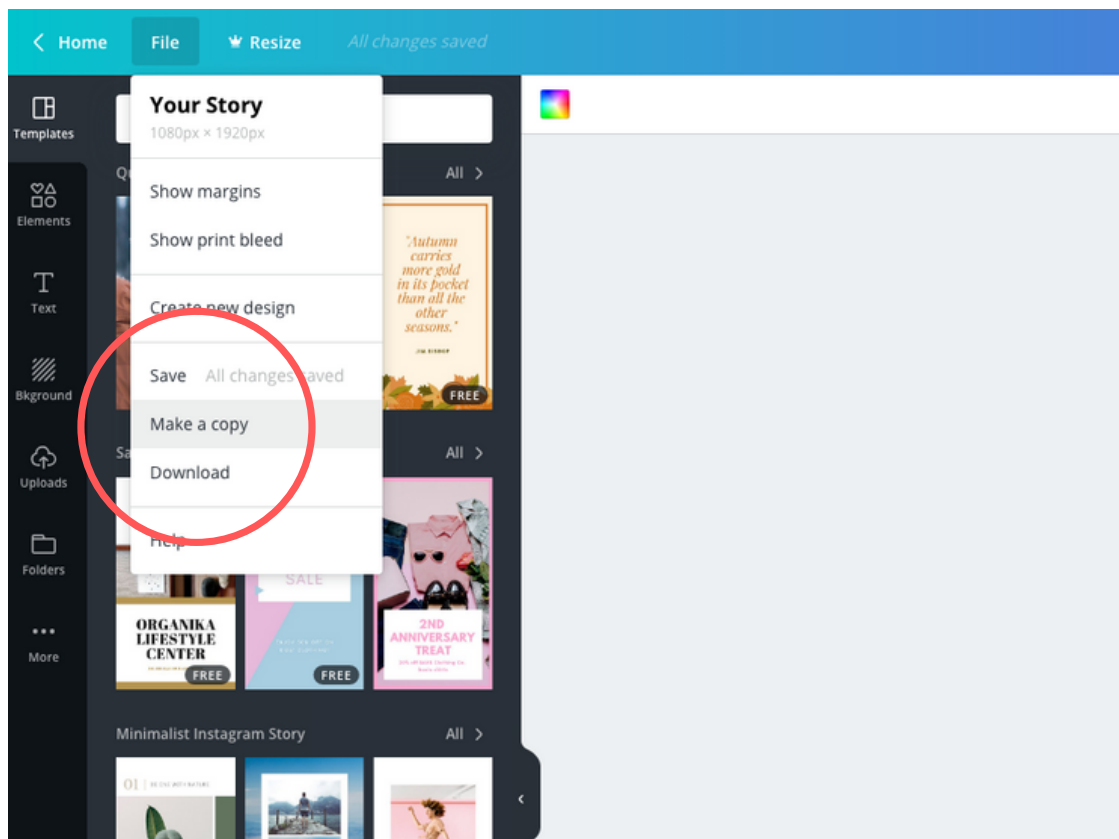 Home
File
Resize
All changes saved
Templates
Elements
Text
Bkground
Uploads
Folders
More
Your Story
1080px × 1920px
Show margins
Show print bleed
Create new design
Save All changes saved
Make a copy
Download
Help
All
"Autumn
carries
more gold
in its pocket
than all the
other
seasons."
JIM BISHOP
FREE
All
ORGANIKA
LIFESTYLE
CENTER
FREE
SALE
FREE
2ND
ANNIVERSARY
TREAT
Minimalist Instagram Story
All
01